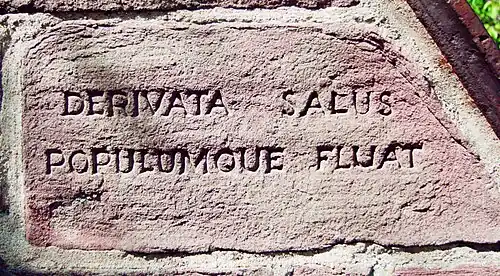 DERIVATA SALUS
POPULUMQUE FLUAT